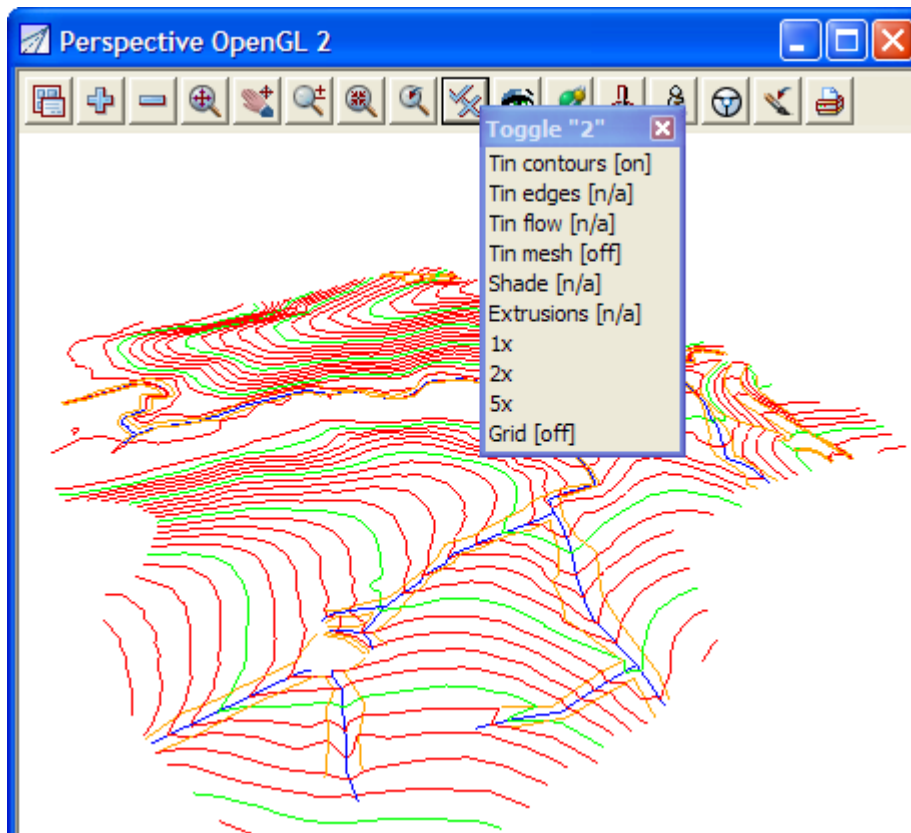 Perspective OpenGL 2
Toggle "2"
Tin contours [on]
Tin edges [n/a]
Tin flow [n/a]
Tin mesh [off]
Shade [n/a]
Extrusions [n/a]
1x
2x
5x
Grid [off]